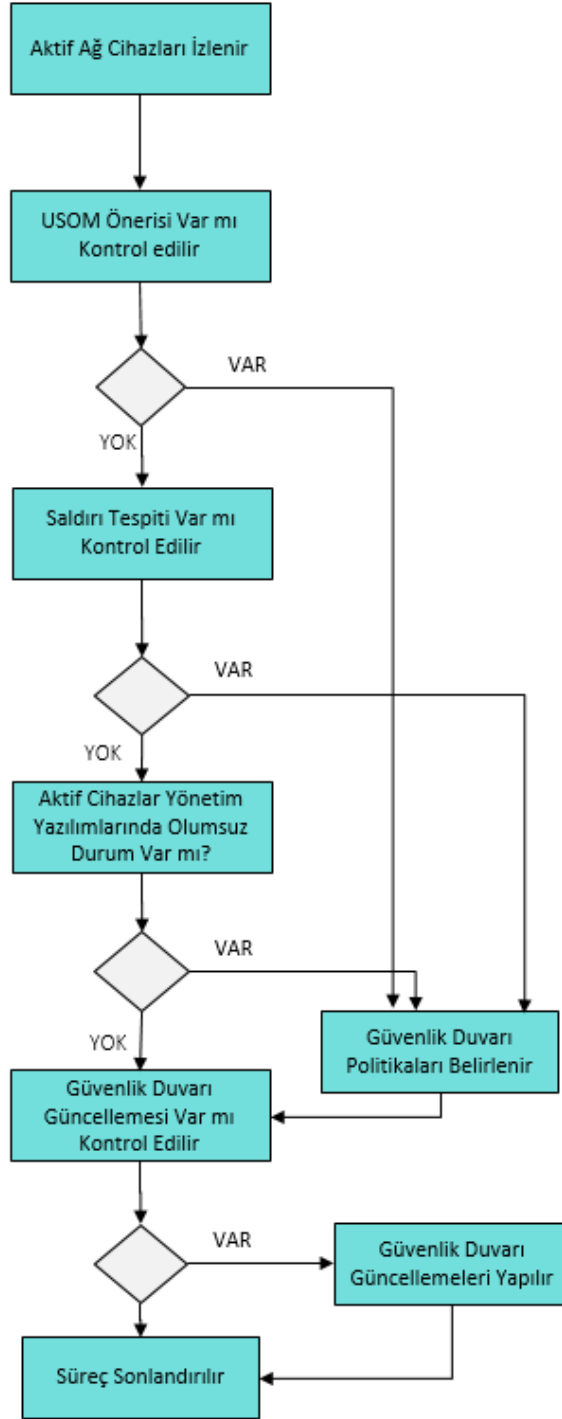 Aktif Ağ Cihazları İzlenir
USOM Önerisi Var mı
Kontrol edilir
VAR
YOK
Saldırı Tespiti Var mı
Kontrol Edilir
VAR
YOK
Aktif Cihazlar Yönetim
Yazılımlarında Olumsuz
Durum Var mı?
VAR
YOK
Güvenlik Duvarı
Politikaları Belirlenir
Güvenlik Duvarı
Güncellemesi Var mı
Kontrol Edilir
VAR
Güvenlik Duvarı
Güncellemeleri Yapılır
Süreç Sonlandırılır